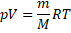 pV = m/M RT